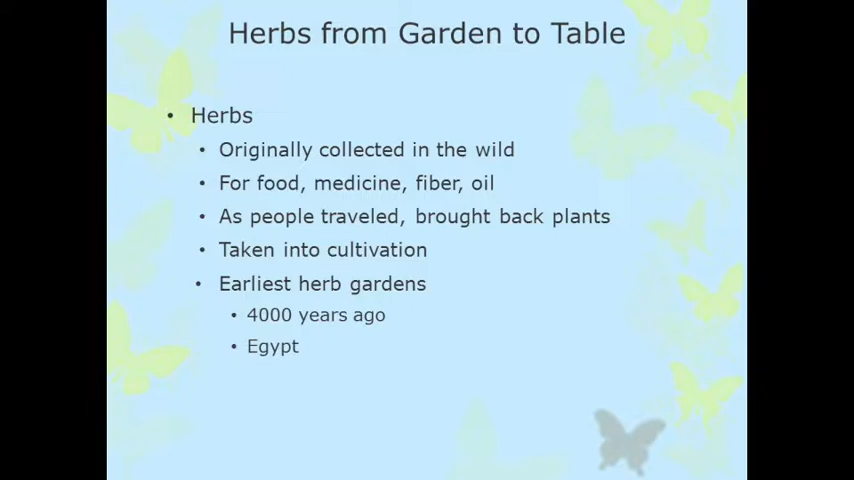 Herbs from Garden to Table
• Herbs
• Originally collected in the wild
• For food, medicine, fiber, oil
• As people traveled, brought back plants
• Taken into cultivation
• Earliest herb gardens
• 4000 years ago
• Egypt